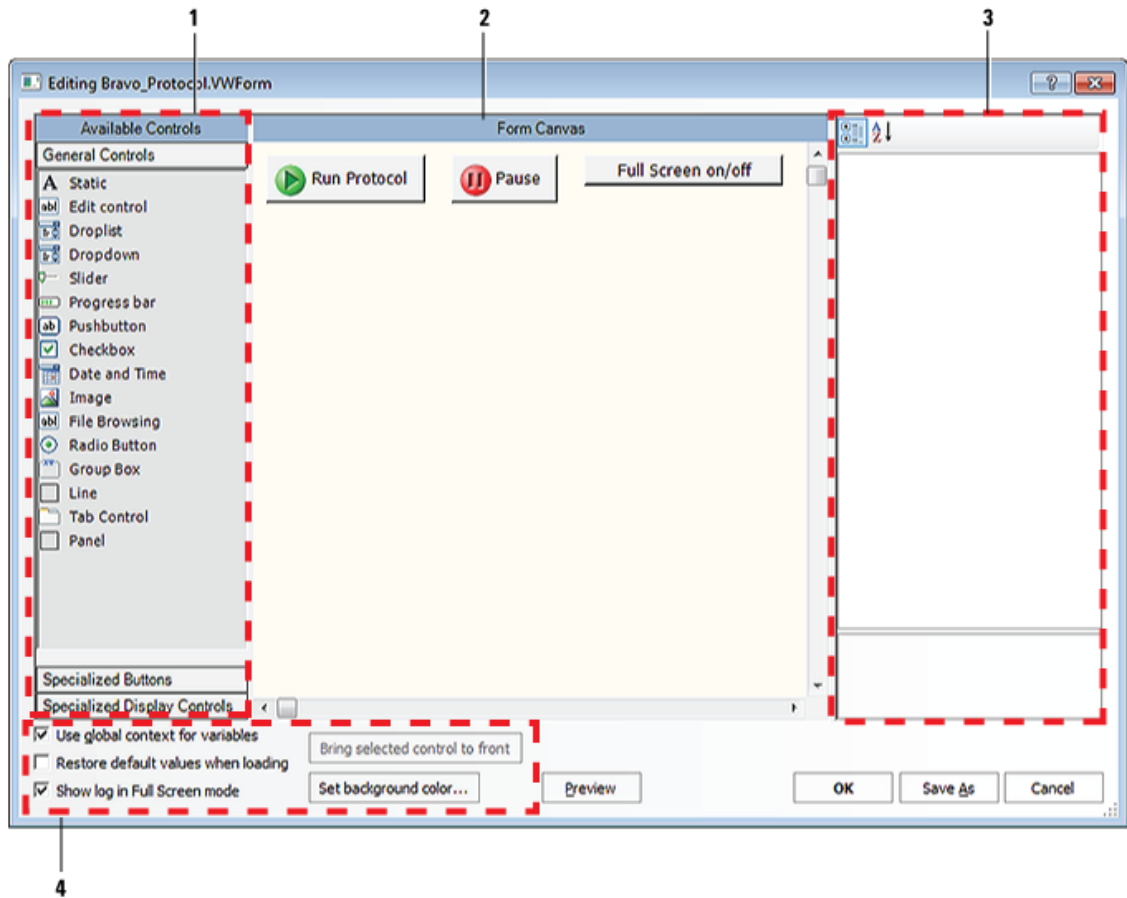 1
2
3
Editing Bravo_Protocol.VWForm
Available Controls
Form Canvas
General Controls
Static
Edit control
Droplist
Dropdown
Slider
Progress bar
Pushbutton
Checkbox
Date and Time
Image
File Browsing
Radio Button
Group Box
Line
Tab Control
Panel
Specialized Buttons
Specialized Display Controls
Run Protocol
Pause
Full Screen on/off
Use global context for variables
Restore default values when loading
Show log in Full Screen mode
Bring selected control to front
Set background color...
Preview
OK
Save As
Cancel
4